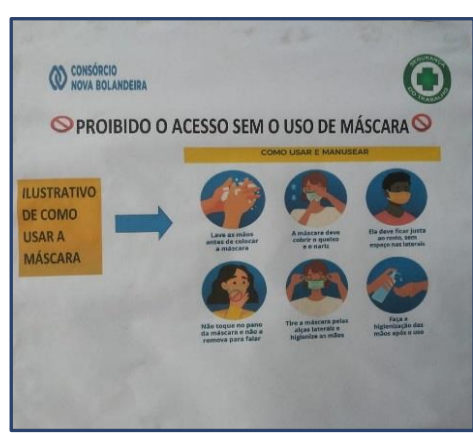 CONSÓRCIO
NOVA BOLANDEIRA
SEGURANÇA
DO TRABALHO
PROIBIDO O ACESSO SEM O USO DE MÁSCARA
COMO USAR E MANUSEAR
ILUSTRATIVO
DE COMO
USAR A
MÁSCARA
Lave as mãos
antes de colocar
a máscara
A máscara deve
cobrir o queixo
e o nariz
Ela deve ficar justa
ao rosto, sem
espaço nas laterais
Não toque no pano
da máscara e não a
remova para falar
Tire a máscara pelas
alças laterais e
higienize as mãos
Faça a
higienização das
mãos após o uso